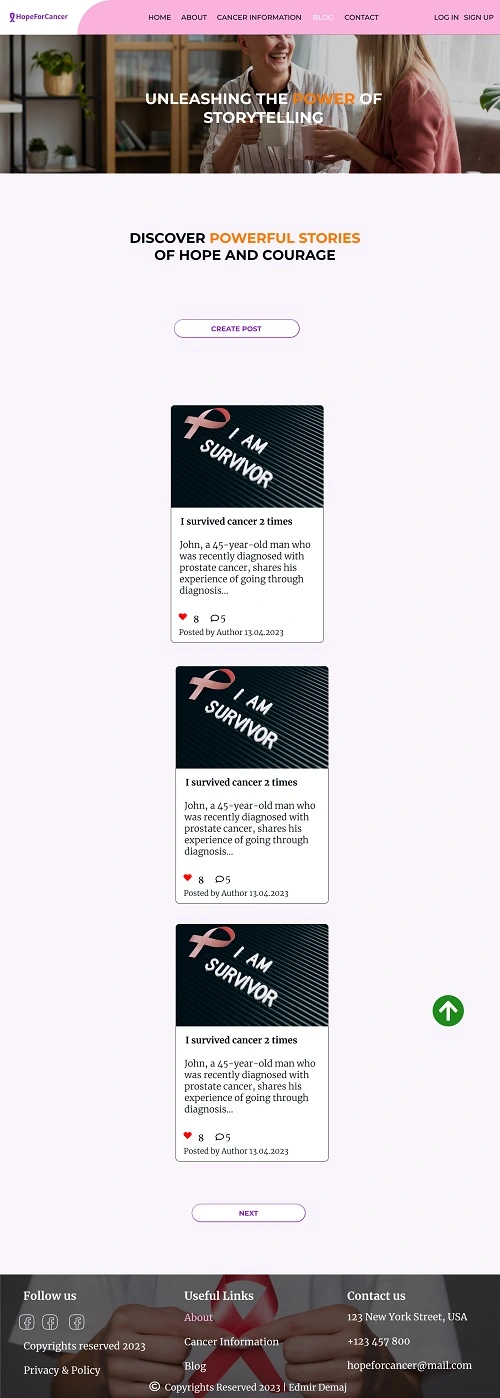 HopeForCancer
HOME ABOUT CANCER INFORMATION BLOG CONTACT LOG IN SIGN UP
UNLEASHING THE POWER OF
STORYTELLING
DISCOVER POWERFUL STORIES
OF HOPE AND COURAGE
CREATE POST
I AM
SURVIVOR
I survived cancer 2 times
John, a 45-year-old man who
was recently diagnosed with
prostate cancer, shares his
experience of going through
diagnosis...
8 5
Posted by Author 13.04.2023
I AM
SURVIVOR
I survived cancer 2 times
John, a 45-year-old man who
was recently diagnosed with
prostate cancer, shares his
experience of going through
diagnosis...
8 5
Posted by Author 13.04.2023
I AM
SURVIVOR
I survived cancer 2 times
John, a 45-year-old man who
was recently diagnosed with
prostate cancer, shares his
experience of going through
diagnosis...
8 5
Posted by Author 13.04.2023
NEXT
Follow us
Copyrights reserved 2023
Privacy & Policy
Useful Links
About
Cancer Information
Blog
Contact us
123 New York Street, USA
+123 457 800
hopeforcancer@mail.com
© Copyrights Reserved 2023 | Edmir Demaj